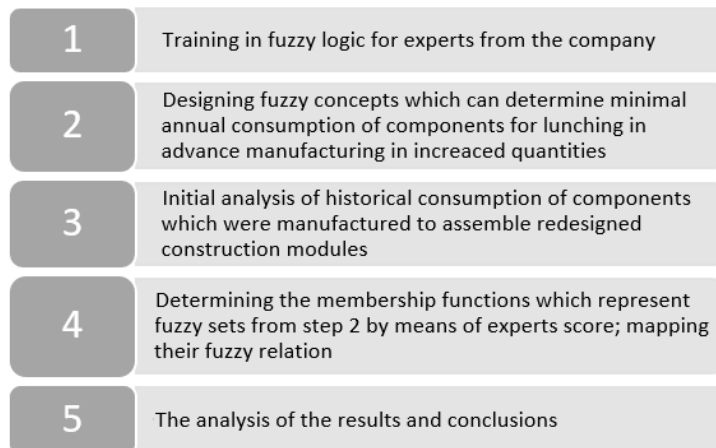 1
Training in fuzzy logic for experts from the company
2
Designing fuzzy concepts which can determine minimal
annual consumption of components for lunching in
advance manufacturing in increaced quantities
3
Initial analysis of historical consumption of components
which were manufactured to assemble redesigned
construction modules
4
Determining the membership functions which represent
fuzzy sets from step 2 by means of experts score; mapping
their fuzzy relation
5
The analysis of the results and conclusions